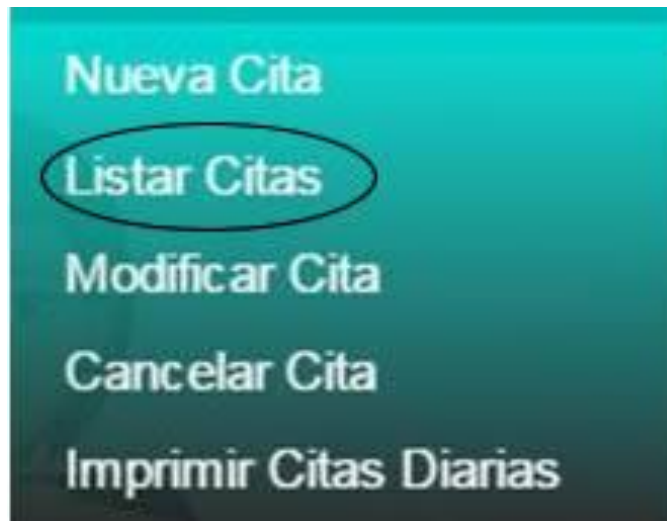 Nueva Cita
Listar Citas
Modificar Cita
Cancelar Cita
Imprimir Citas Diarias